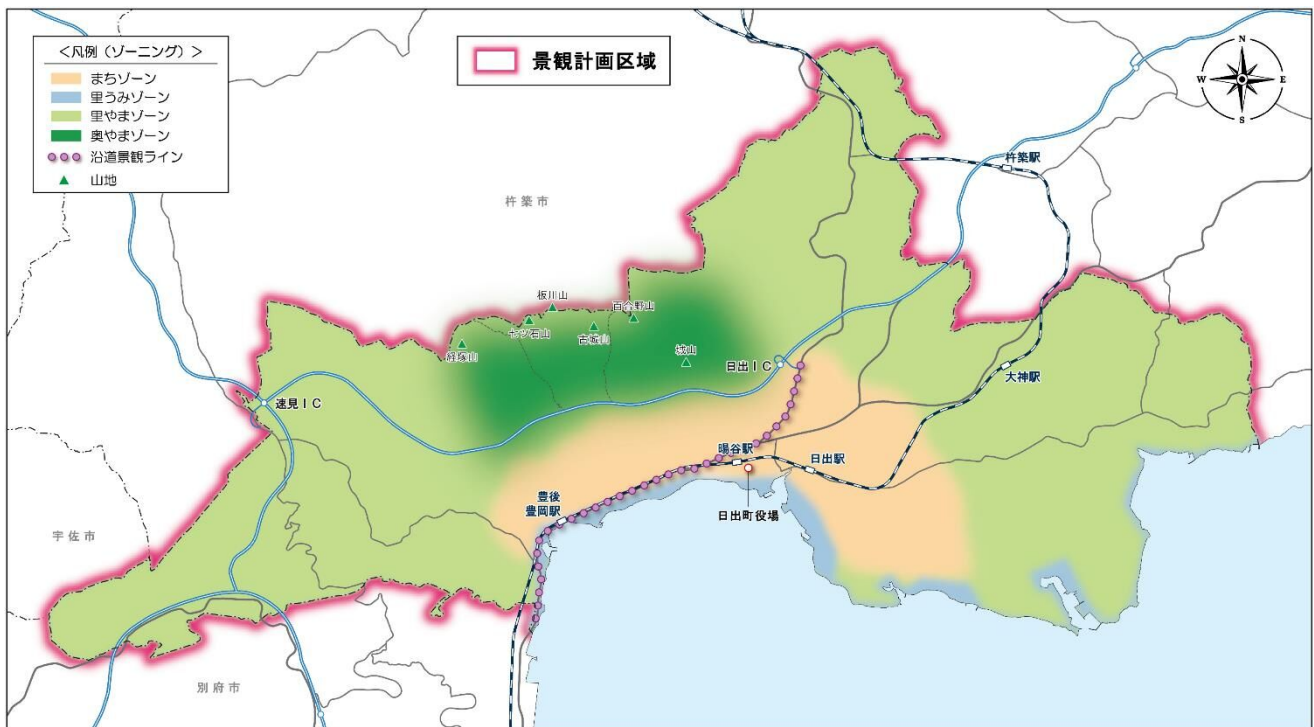 <凡例(ゾーニング)>
まちゾーン
里うみゾーン
里やまゾーン
奥やまゾーン
沿道景観ライン
山地
景観計画区域
N
W E
S
杵築駅
杵築市
板川山
百合野山
七ツ石山
古城山
経塚山
城山
日出IC
大神駅
速見IC
暘谷駅
日出駅
豊後
豊岡駅
日出町役場
宇佐市
別府市